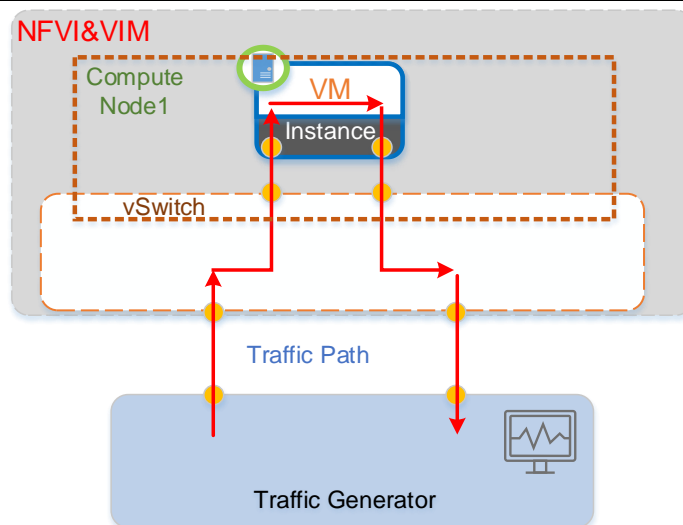 NFVI&VIM
Compute
Node1
VM
Instance
vSwitch
Traffic Path
Traffic Generator